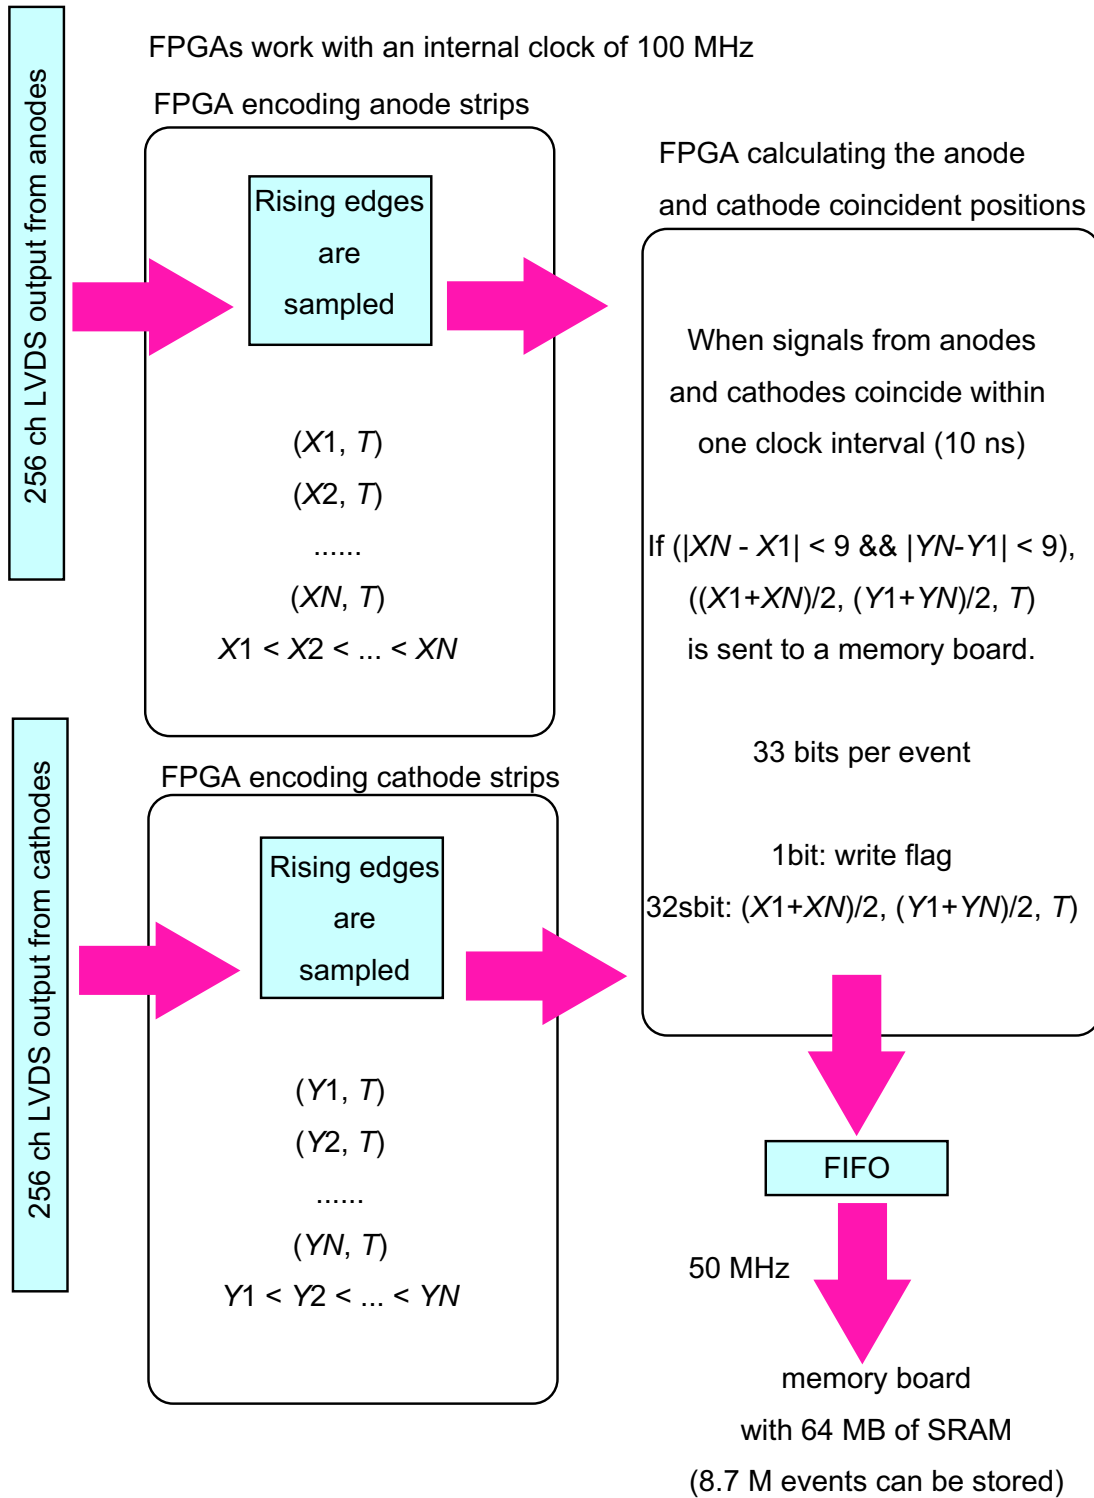 FPGAs work with an internal clock of 100 MHz
256 ch LVDS output from anodes
FPGA encoding anode strips
Rising edges
are
sampled
(X1, T)
(X2, T)
......
(XN, T)
X1 < X2 < ... < XN
256 ch LVDS output from cathodes
FPGA encoding cathode strips
Rising edges
are
sampled
(Y1, T)
(Y2, T)
......
(YN, T)
Y1 < Y2 < ... < YN
FPGA calculating the anode
and cathode coincident positions
When signals from anodes
and cathodes coincide within
one clock interval (10 ns)
If (|XN - X1| < 9 && |YN-Y1| < 9),
((X1+XN)/2, (Y1+YN)/2, T)
is sent to a memory board.
33 bits per event
1bit: write flag
32sbit: (X1+XN)/2, (Y1+YN)/2, T)
FIFO
50 MHz
memory board
with 64 MB of SRAM
(8.7 M events can be stored)